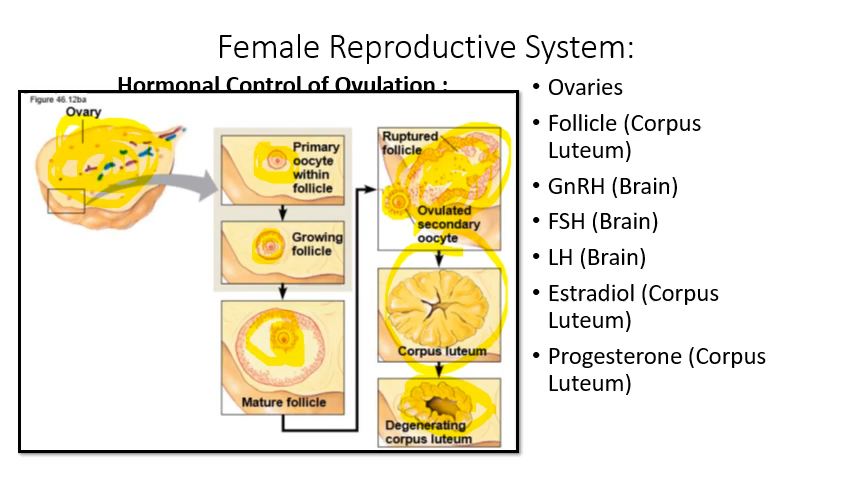 Female Reproductive System:
Hormonal Control of Ovulation :
Figure 46.12ba
Ovary
Primary
oocyte
within
follicle
Growing
follicle
Mature follicle
Ruptured
follicle
Ovulated
secondary
oocyte
Corpus luteum
Degenerating
corpus luteum
• Ovaries
• Follicle (Corpus
Luteum)
• GnRH (Brain)
• FSH (Brain)
• LH (Brain)
• Estradiol (Corpus
Luteum)
• Progesterone (Corpus
Luteum)